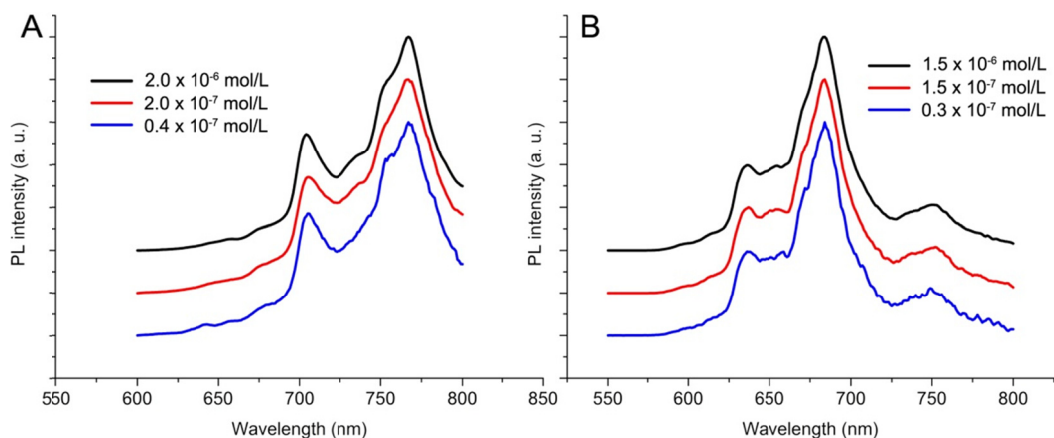 A
2.0 x 10⁻⁶ mol/L
2.0 x 10⁻⁷ mol/L
0.4 x 10⁻⁷ mol/L
PL intensity (a. u.)
550 600 650 700 750 800 850
Wavelength (nm)
B
1.5 x 10⁻⁶ mol/L
1.5 x 10⁻⁷ mol/L
0.3 x 10⁻⁷ mol/L
PL intensity (a. u.)
550 600 650 700 750 800
Wavelength (nm)